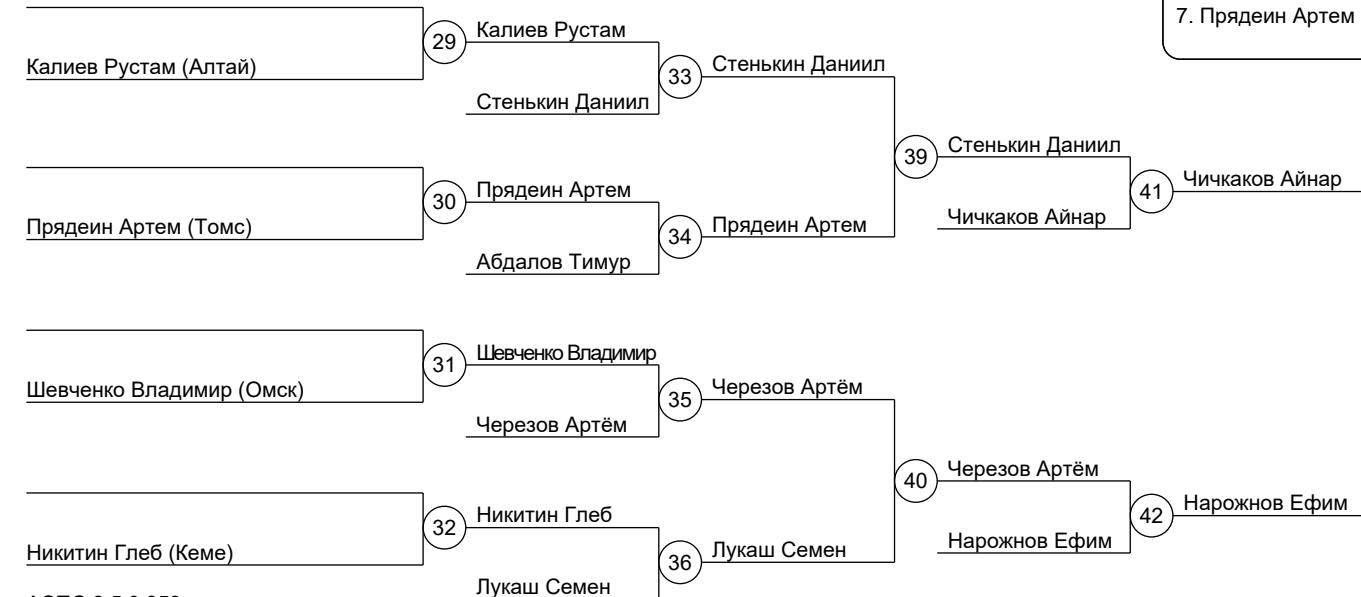 7. Прядеин Артем
Калиев Рустам
29
Стенькин Даниил
Калиев Рустам (Алтай)
33
Стенькин Даниил
Стенькин Даниил
39
Чичкаков Айнар
Прядеин Артем
41
30
Чичкаков Айнар
Прядеин Артем
Прядеин Артем (Томс)
34
Абдалов Тимур
Шевченко Владимир
31
Черезов Артём
Шевченко Владимир (Омск)
35
Черезов Артём
Черезов Артём
40
Нарожнов Ефим
Никитин Глеб
42
32
Нарожнов Ефим
Лукаш Семен
Никитин Глеб (Кеме)
36
Лукаш Семен